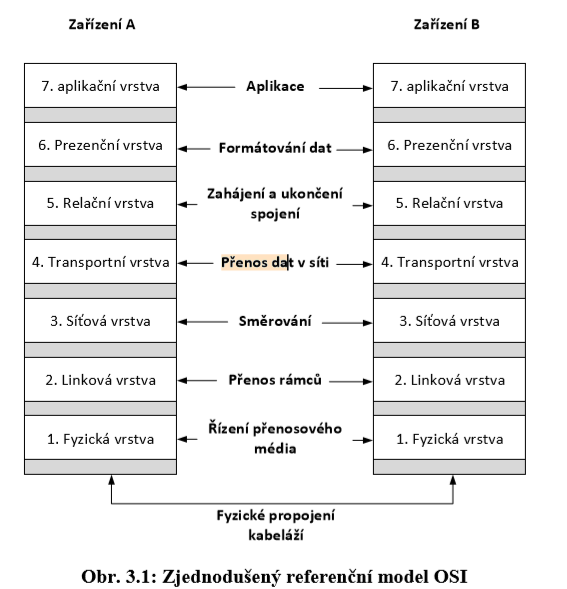 Zařízení A
Zařízení B
7. aplikační vrstva
Aplikace
7. aplikační vrstva
6. Prezenční vrstva
Formátování dat
6. Prezenční vrstva
5. Relační vrstva
Zahájení a ukončení
spojení
5. Relační vrstva
4. Transportní vrstva
Přenos dat v síti
4. Transportní vrstva
3. Síťová vrstva
Směrování
3. Síťová vrstva
2. Linková vrstva
Přenos rámců
2. Linková vrstva
1. Fyzická vrstva
Řízení přenosového
média
1. Fyzická vrstva
Fyzické propojení
kabeláží
Obr. 3.1: Zjednodušený referenční model OSI